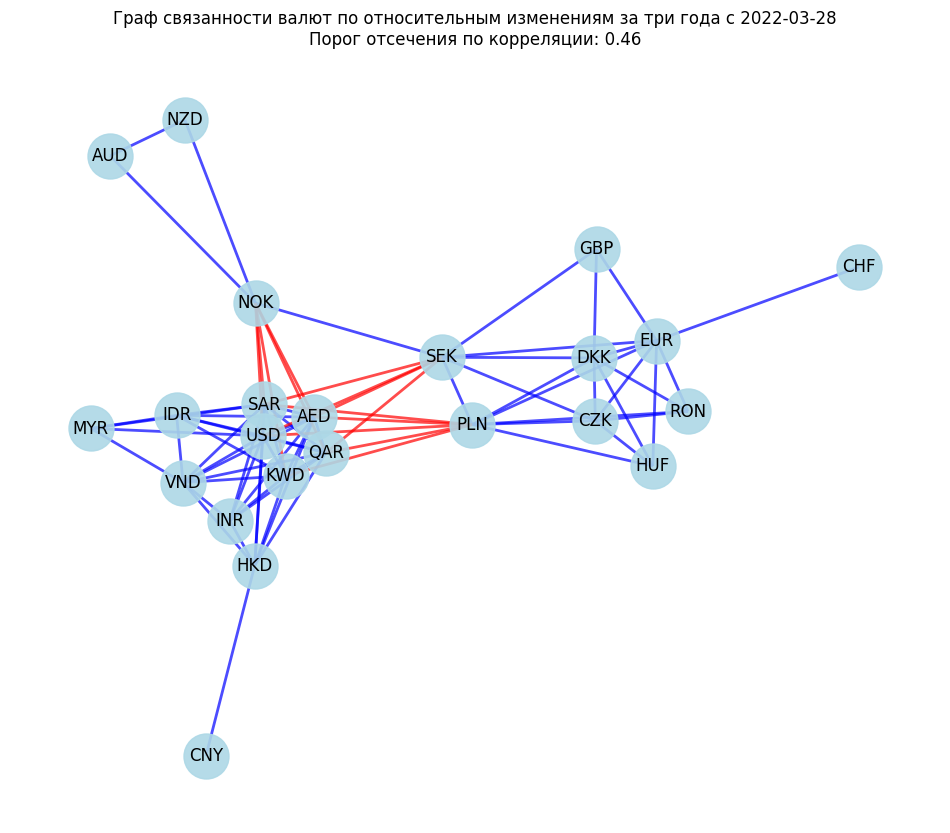 Граф связанности валют по относительным изменениям за три года с 2022-03-28
Порог отсечения по корреляции: 0.46
NZD
AUD
GBP
CHF
NOK
EUR
SEK
DKK
SAR
RON
IDR
AED
CZK
PLN
MYR
USD
QAR
HUF
KWD
VND
INR
HKD
CNY